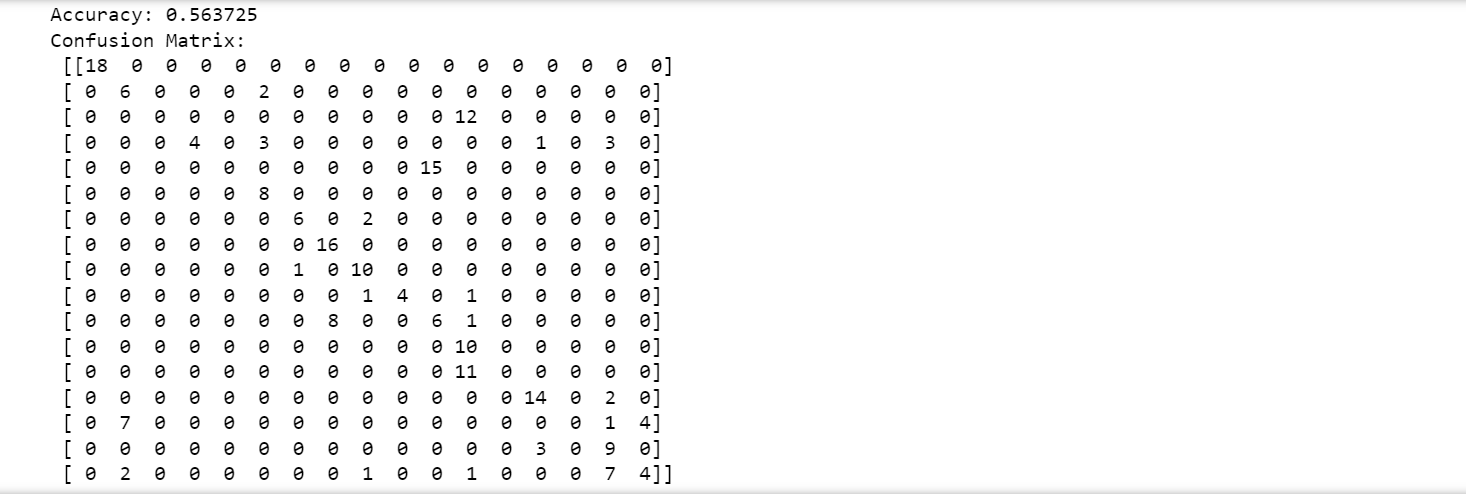 Accuracy: 0.563725
Confusion Matrix:
[[18 0 0 0 0 0 0 0 0 0 0 0 0 0 0 0 0]
[ 0 6 0 0 0 2 0 0 0 0 0 0 0 0 0 0 0]
[ 0 0 0 0 0 0 0 0 0 0 0 12 0 0 0 0 0]
[ 0 0 0 4 0 3 0 0 0 0 0 0 0 1 0 3 0]
[ 0 0 0 0 0 0 0 0 0 0 15 0 0 0 0 0 0]
[ 0 0 0 0 0 8 0 0 0 0 0 0 0 0 0 0 0]
[ 0 0 0 0 0 0 6 0 2 0 0 0 0 0 0 0 0]
[ 0 0 0 0 0 0 0 16 0 0 0 0 0 0 0 0 0]
[ 0 0 0 0 0 0 1 0 10 0 0 0 0 0 0 0 0]
[ 0 0 0 0 0 0 0 0 1 4 0 1 0 0 0 0 0]
[ 0 0 0 0 0 0 0 8 0 0 6 1 0 0 0 0 0]
[ 0 0 0 0 0 0 0 0 0 0 0 10 0 0 0 0 0]
[ 0 0 0 0 0 0 0 0 0 0 0 11 0 0 0 0 0]
[ 0 0 0 0 0 0 0 0 0 0 0 0 0 14 0 2 0]
[ 0 7 0 0 0 0 0 0 0 0 0 0 0 0 0 1 4]
[ 0 0 0 0 0 0 0 0 0 0 0 0 0 3 0 9 0]
[ 0 2 0 0 0 0 0 0 1 0 0 1 0 0 0 7 4]]